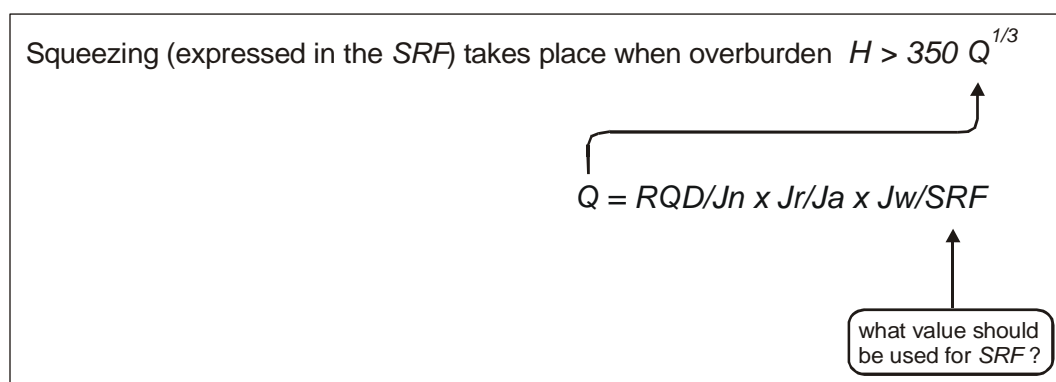 Squeezing (expressed in the SRF) takes place when overburden H > 350 Q^1/3
Q = RQD/Jn x Jr/Ja x Jw/SRF
what value should
be used for SRF?